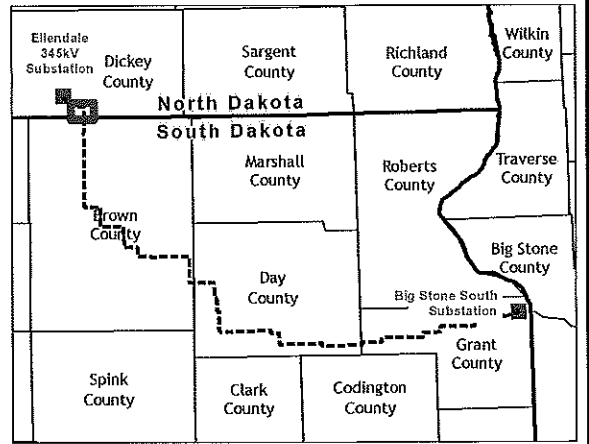 Ellendale
345kV
Substation
Dickey
County
Sargent
County
Richland
County
Wilkin
County
North Dakota
South Dakota
Marshall
County
Roberts
County
Traverse
County
Brown
County
Day
County
Big Stone
County
Big Stone South
Substation
Grant
County
Spink
County
Clark
County
Codington
County